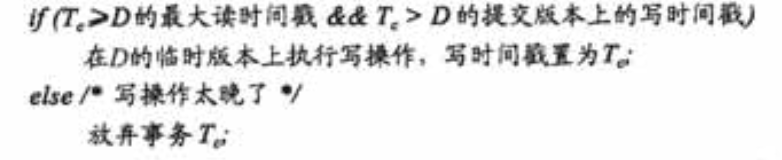 if (Tc⩾D的最大读时间戳 && Tc > D的提交版本上的写时间戳)
在D的临时版本上执行写操作，写时间戳置为Tc;
else /* 写操作太晚了 */
放弃事务Tc;